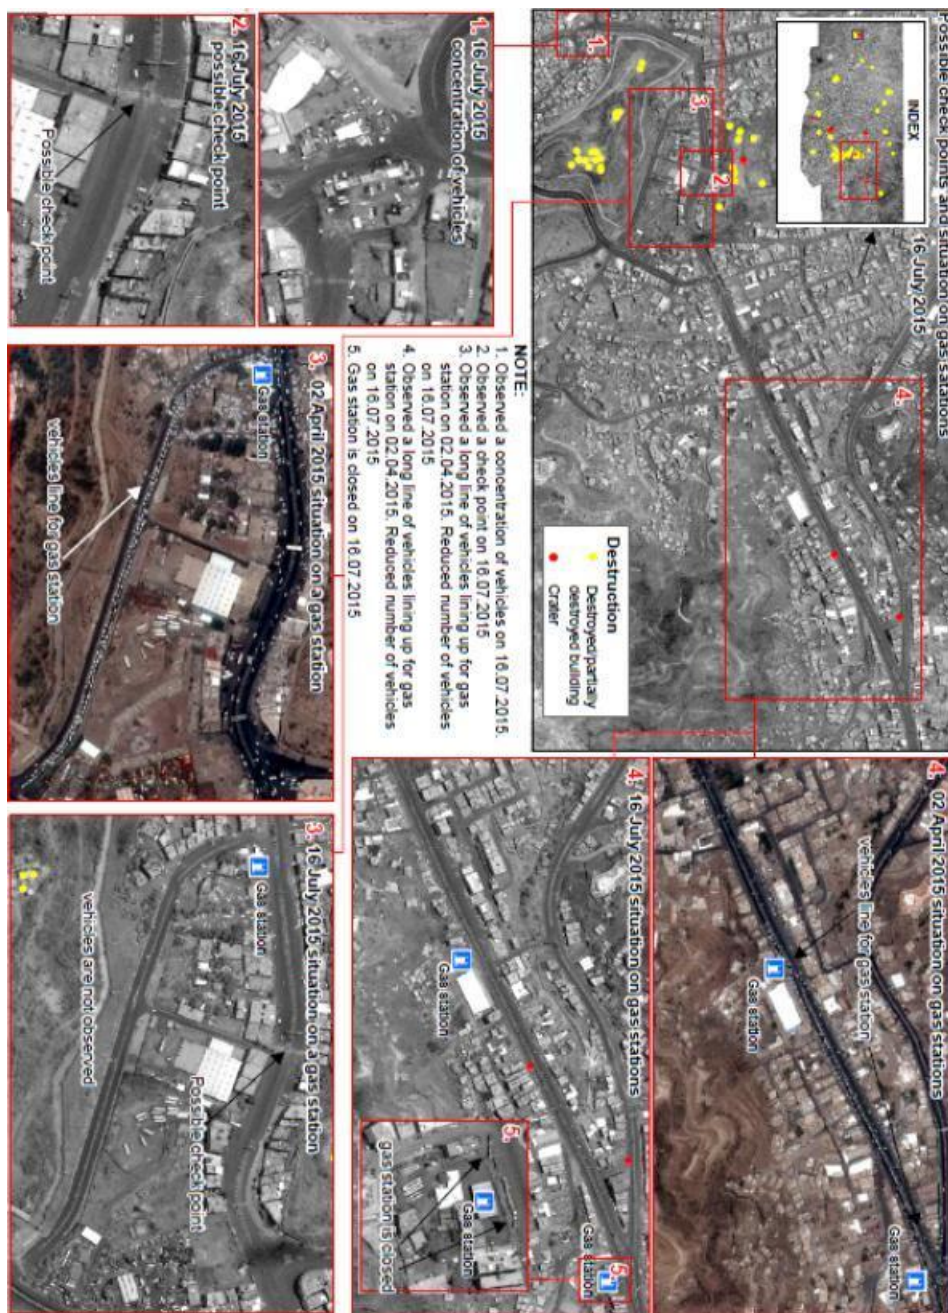 Possible check points and situation on gas stations
16 July 2015
INDEX
1.
2
3.
4.
Destruction
Destroyed/partially
destroyed building
Crater
4. 02 April 2015 situation on gas stations
vehicles line for gas station
Gas station
Gas station
1. 16 July 2015
concentration of vehicles
NOTE:
1. Observed a concentration of vehicles on 16.07.2015.
2. Observed a check point on 16.07.2015
3. Observed a long line of vehicles lining up for gas
station on 02.04.2015. Reduced number of vehicles
on 16.07.2015
4. Observed a long line of vehicles lining up for gas
station on 02.04.2015. Reduced number of vehicles
on 16.07.2015
5. Gas station is closed on 16.07.2015
4. 16 July 2015 situation on gas stations
Gas station
Gas station
5.
5.
Gas station
gas station is closed
2. 16 July 2015
possible check point
Possible check point
3. 02 April 2015 situation on a gas station
Gas station
vehicles line for gas station
3. 16 July 2015 situation on a gas station
Gas station
Possible check point
vehicles are not observed